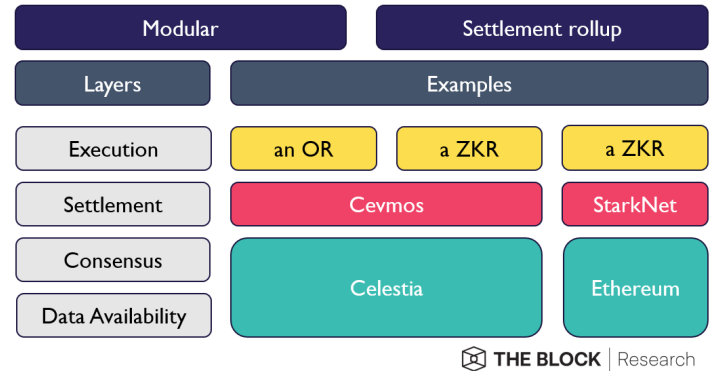 Modular
Settlement rollup
Layers
Examples
Execution
an OR
a ZKR
a ZKR
Settlement
Cevmos
StarkNet
Consensus
Celestia
Ethereum
Data Availability
THE BLOCK | Research